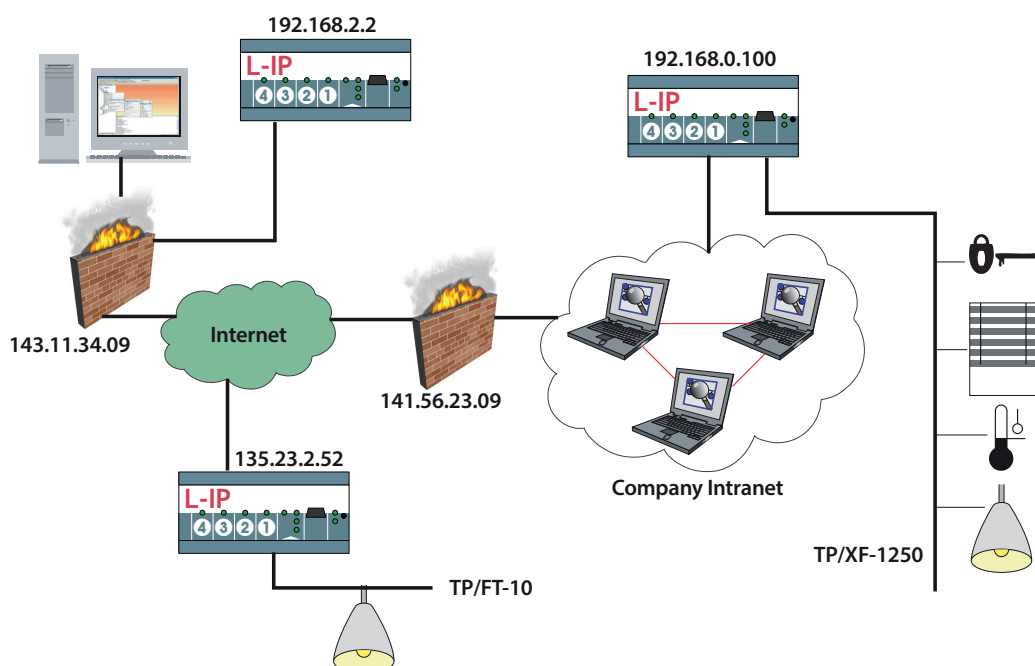 192.168.2.2
L-IP
4 3 2 1
192.168.0.100
L-IP
4 3 2 1
143.11.34.09
Internet
141.56.23.09
Company Intranet
135.23.2.52
L-IP
4 3 2 1
TP/FT-10
TP/XF-1250